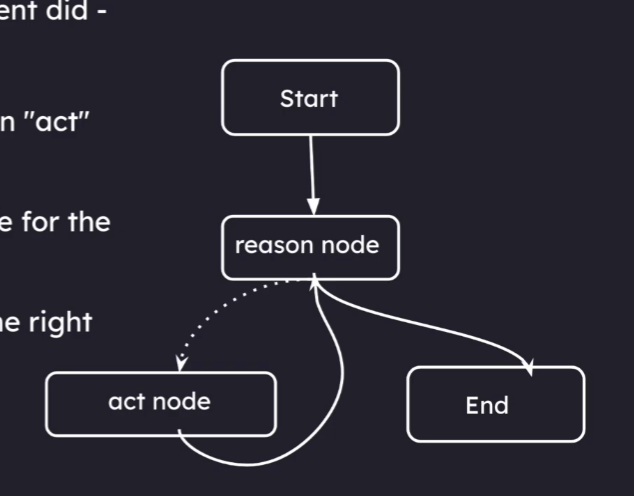 ent did -
Start
n "act"
e for the
reason node
he right
act node
End